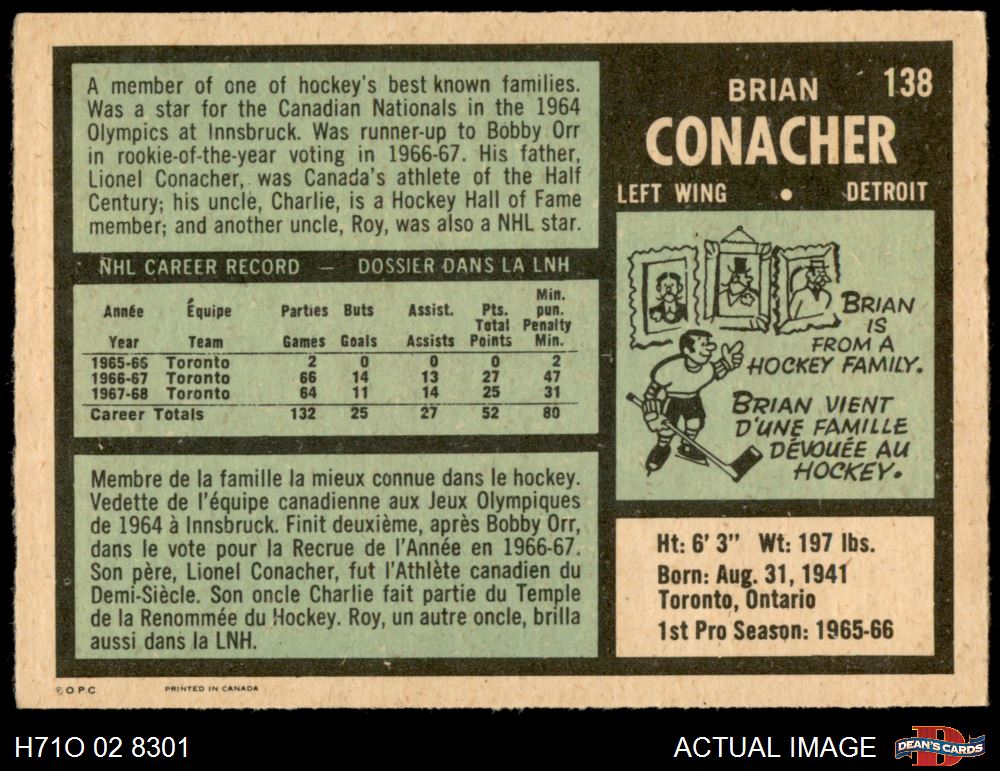 A member of one of hockey's best known families.
Was a star for the Canadian Nationals in the 1964
Olympics at Innsbruck. Was runner-up to Bobby Orr
in rookie-of-the-year voting in 1966-67. His father,
Lionel Conacher, was Canada's athlete of the Half
Century; his uncle, Charlie, is a Hockey Hall of Fame
member; and another uncle, Roy, was also a NHL star.
NHL CAREER RECORD — DOSSIER DANS LA LNH
Année Équipe Parties Buts Assist. Pts. Min. pun.
Year Team Games Goals Assists Total Points Penalty Min.
1965-66 Toronto 2 0 0 0 2
1966-67 Toronto 66 14 13 27 47
1967-68 Toronto 64 11 14 25 31
Career Totals 132 25 27 52 80
Membre de la famille la mieux connue dans le hockey.
Vedette de l'équipe canadienne aux Jeux Olympiques
de 1964 à Innsbruck. Finit deuxième, après Bobby Orr,
dans le vote pour la Recrue de l'Année en 1966-67.
Son père, Lionel Conacher, fut l'Athlète canadien du
Demi-Siècle. Son oncle Charlie fait partie du Temple
de la Renommée du Hockey. Roy, un autre oncle, brilla
aussi dans la LNH.
BRIAN 138
CONACHER
LEFT WING • DETROIT
BRIAN
IS
FROM A
HOCKEY FAMILY.
BRIAN VIENT
D'UNE FAMILLE
DÉVOUÉE AU
HOCKEY.
Ht: 6' 3" Wt: 197 lbs.
Born: Aug. 31, 1941
Toronto, Ontario
1st Pro Season: 1965-66
© O P C PRINTED IN CANADA
H71O 02 8301
ACTUAL IMAGE
D
DEAN'S CARDS